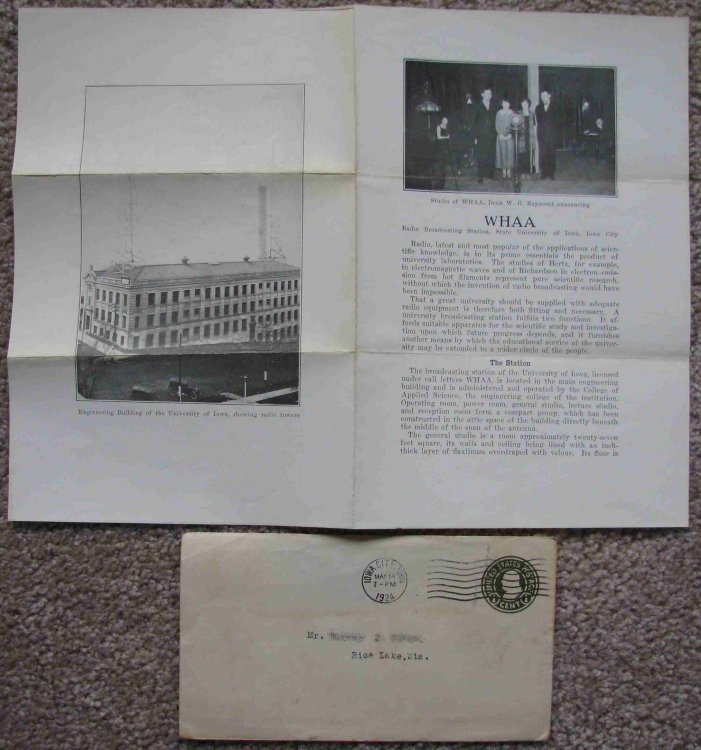 Engineering Building of the University of Iowa, showing radio towers
Studio of WHAA, Dean W. G. Raymond announcing
WHAA
Radio Broadcasting Station, State University of Iowa, Iowa City
Radio, latest and most popular of the applications of scien-
tific knowledge, is in its prime essentials the product of
university laboratories. The studies of Hertz, for example,
in electromagnetic waves and of Richardson in electron emis-
sion from hot filaments represent pure scientific research,
without which the invention of radio broadcasting would have
been impossible.
That a great university should be supplied with adequate
radio equipment is therefore both fitting and necessary. A
university broadcasting station fulfils two functions. It af-
fords suitable apparatus for the scientific study and investiga-
tion upon which future progress depends, and it furnishes
another means by which the educational service of the univer-
sity may be extended to a wider circle of the people.
The Station
The broadcasting station of the University of Iowa, licensed
under call letters WHAA, is located in the main engineering
building and is administered and operated by the College of
Applied Science, the engineering college of the institution.
Operating room, power room, general studio, lecture studio,
and reception room form a compact group, which has been
constructed in the attic space of the building directly beneath
the middle of the span of the antenna.
The general studio is a room approximately twenty-seven
feet square, its walls and ceiling being lined with an inch-
thick layer of flaxlinum overdraped with velour. Its floor is
IOWA CITY, IOWA
MAY 14
1924
UNITED STATES POSTAGE
CENT
Mr.
Rice Lake, Wis.